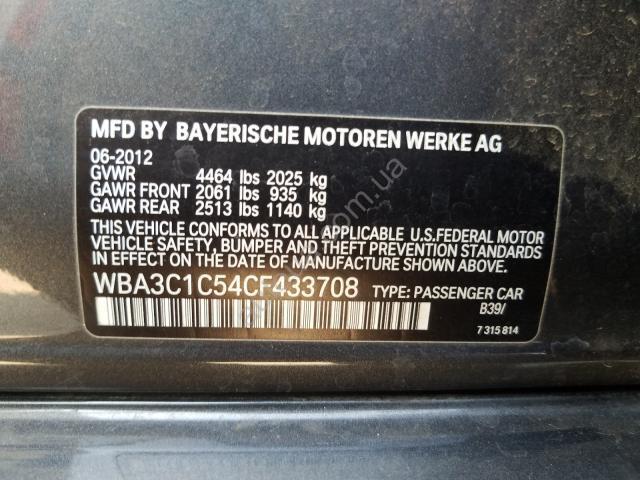 MFD BY BAYERISCHE MOTOREN WERKE AG
06-2012
GVWR 4464 lbs 2025 kg
GAWR FRONT 2061 lbs 935 kg
GAWR REAR 2513 lbs 1140 kg
THIS VEHICLE CONFORMS TO ALL APPLICABLE U.S.FEDERAL MOTOR
VEHICLE SAFETY, BUMPER AND THEFT PREVENTION STANDARDS
IN EFFECT ON THE DATE OF MANUFACTURE SHOWN ABOVE.
WBA3C1C54CF433708 TYPE: PASSENGER CAR
B39/
7 315 814